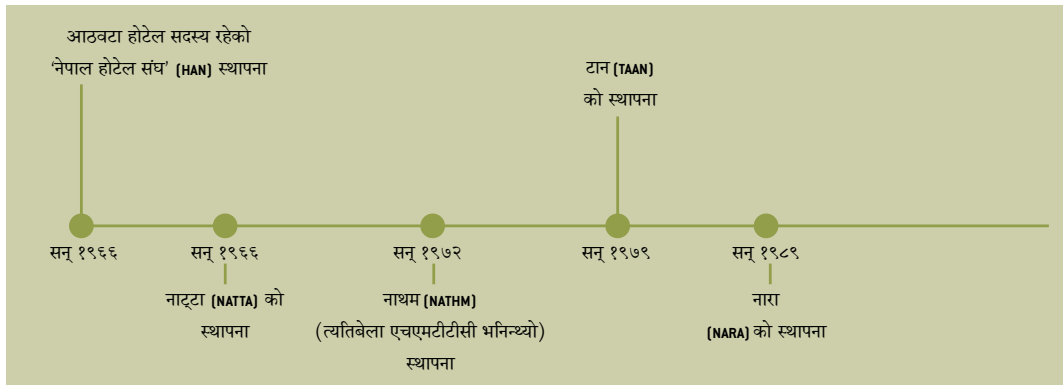 आठवटा होटेल सदस्य रहेको
‘नेपाल होटेल संघ’ (HAN) स्थापना
टान (TAAN)
को स्थापना
सन् १९६६
सन् १९६६
सन् १९७२
सन् १९७९
सन् १९८९
नाट्टा (NATTA) को
स्थापना
नाथम (NATHM)
(त्यतिबेला एचएमटीटीसी भनिन्थ्यो)
स्थापना
नारा
(NARA) को स्थापना